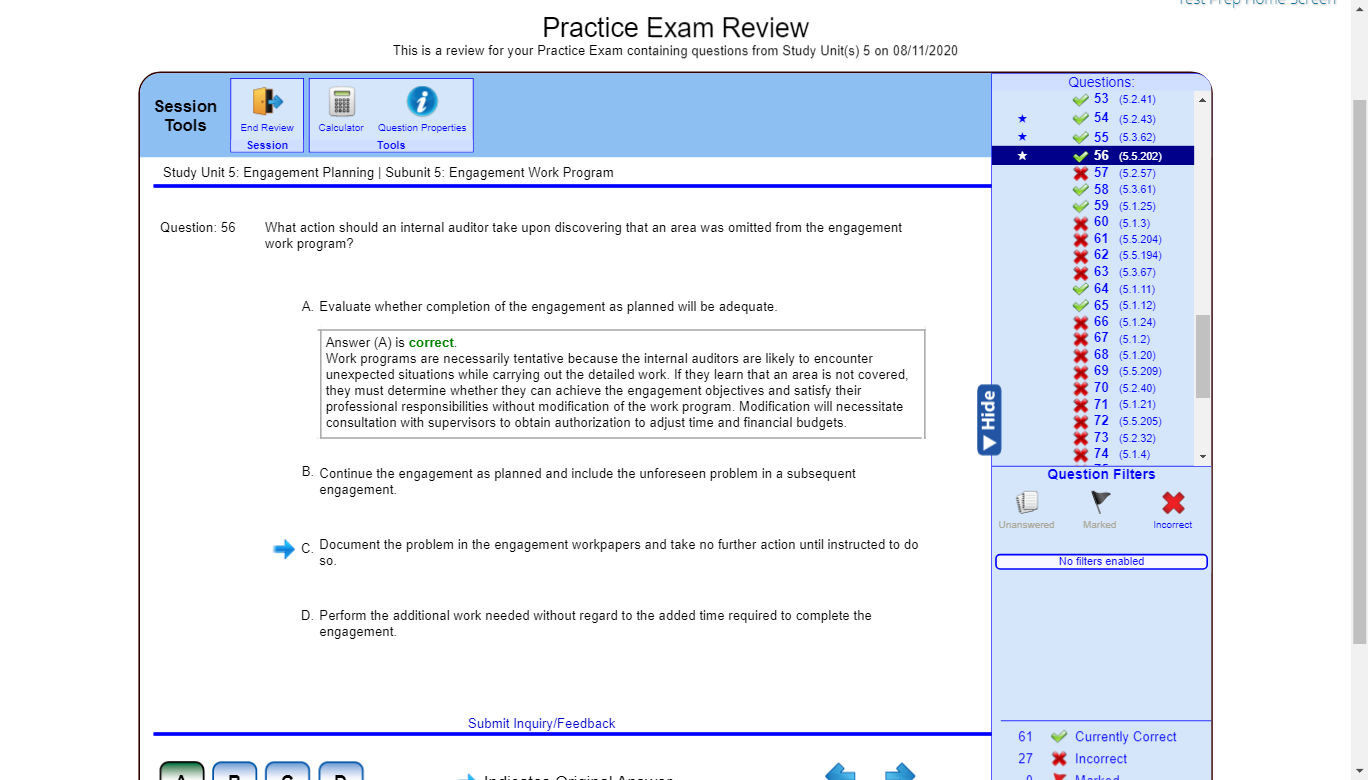 Test Prep Home Screen
Practice Exam Review
This is a review for your Practice Exam containing questions from Study Unit(s) 5 on 08/11/2020
Session
Tools
End Review
Session
Calculator
Question Properties
Tools
Study Unit 5: Engagement Planning | Subunit 5: Engagement Work Program
Question: 56
What action should an internal auditor take upon discovering that an area was omitted from the engagement
work program?
A. Evaluate whether completion of the engagement as planned will be adequate.
Answer (A) is correct.
Work programs are necessarily tentative because the internal auditors are likely to encounter
unexpected situations while carrying out the detailed work. If they learn that an area is not covered,
they must determine whether they can achieve the engagement objectives and satisfy their
professional responsibilities without modification of the work program. Modification will necessitate
consultation with supervisors to obtain authorization to adjust time and financial budgets.
B. Continue the engagement as planned and include the unforeseen problem in a subsequent
engagement.
C. Document the problem in the engagement workpapers and take no further action until instructed to do
so.
D. Perform the additional work needed without regard to the added time required to complete the
engagement.
Submit Inquiry/Feedback
A B C D
Indicates Original Answer
Hide
Questions:
53 (5.2.41)
54 (5.2.43)
55 (5.3.62)
56 (5.5.202)
57 (5.2.57)
58 (5.3.61)
59 (5.1.25)
60 (5.1.3)
61 (5.5.204)
62 (5.5.194)
63 (5.3.67)
64 (5.1.11)
65 (5.1.12)
66 (5.1.24)
67 (5.1.2)
68 (5.1.20)
69 (5.5.209)
70 (5.2.40)
71 (5.1.21)
72 (5.5.205)
73 (5.2.32)
74 (5.1.4)
Question Filters
Unanswered
Marked
Incorrect
No filters enabled
61 Currently Correct
27 Incorrect
0 Marked